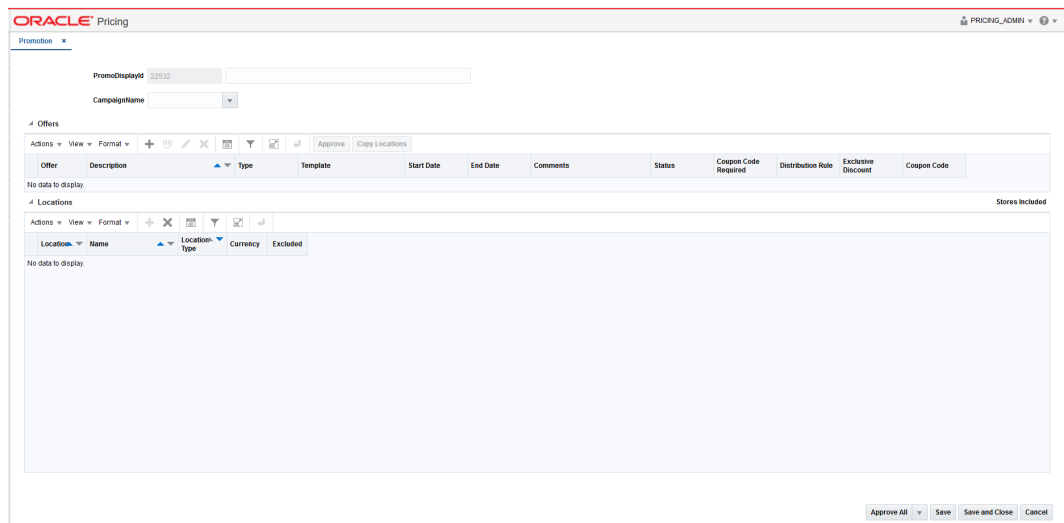 ORACLE Pricing PRICING_ADMIN
Promotion ×
PromoDisplayId 22532
CampaignName
Offers
Actions View Format Approve Copy Locations
Offer Description Type Template Start Date End Date Comments Status Coupon Code Required Distribution Rule Exclusive Discount Coupon Code
No data to display.
Locations Stores Included
Actions View Format
Location Name Location Type Currency Excluded
No data to display.
Approve All Save Save and Close Cancel